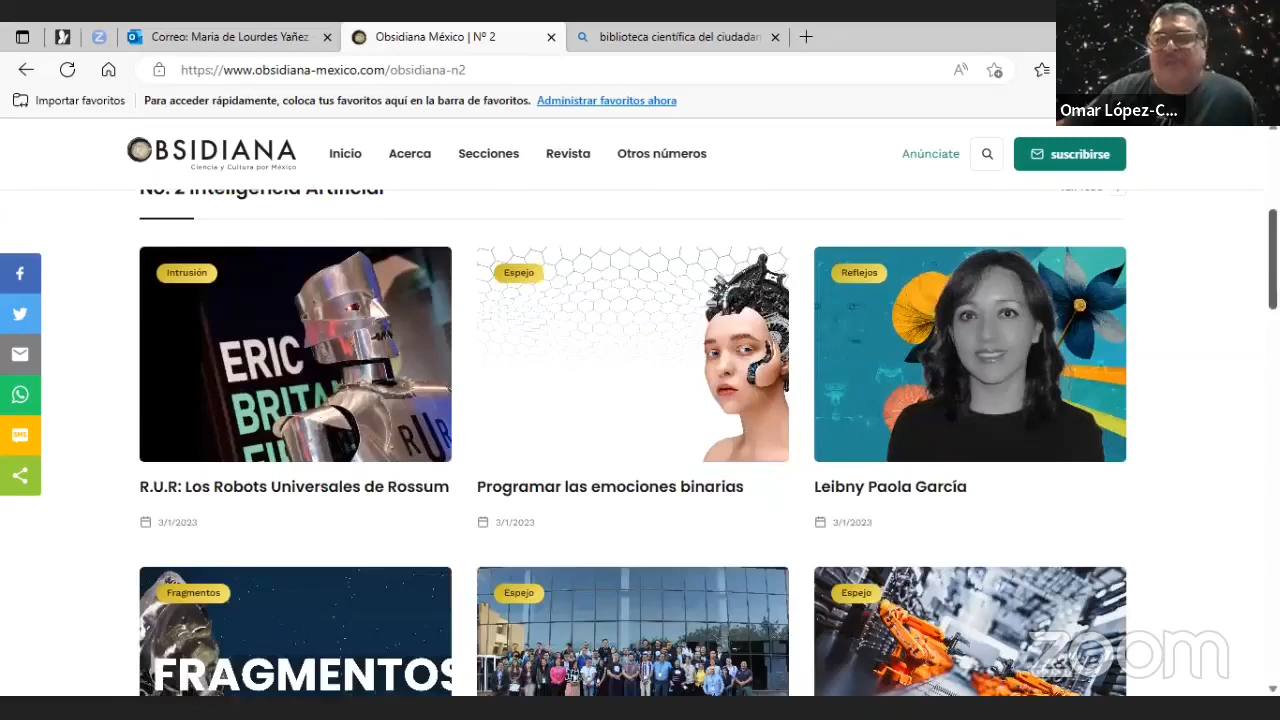 Correo: Maria de Lourdes Yañez
Obsidiana México | Nº 2
biblioteca científica del ciudadan
https://www.obsidiana-mexico.com/obsidiana-n2
Importar favoritos
Para acceder rápidamente, coloca tus favoritos aquí en la barra de favoritos. Administrar favoritos ahora
Omar López-C...
OBSIDIANA
Ciencia y Cultura por México
Inicio
Acerca
Secciones
Revista
Otros números
Anúnciate
suscribirse
No. 2 Inteligencia Artificial
Intrusión
ERIC
RUR
Espejo
Reflejos
R.U.R: Los Robots Universales de Rossum
Programar las emociones binarias
Leibny Paola García
3/1/2023
3/1/2023
3/1/2023
SMS
Fragmentos
FRAGMENTOS
Espejo
Espejo
zoom